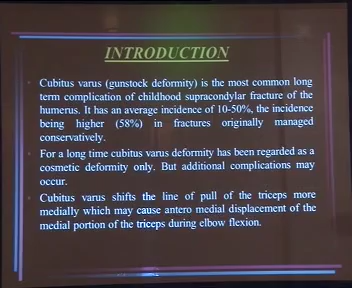 INTRODUCTION
Cubitus varus (gunstock deformity) is the most common long
term complication of childhood supracondylar fracture of the
humerus. It has an average incidence of 10-50%, the incidence
being higher (58%) in fractures originally managed
conservatively.
For a long time cubitus varus deformity has been regarded as a
cosmetic deformity only. But additional complications may
occur.
Cubitus varus shifts the line of pull of the triceps more
medially which may cause antero medial displacement of the
medial portion of the triceps during elbow flexion.